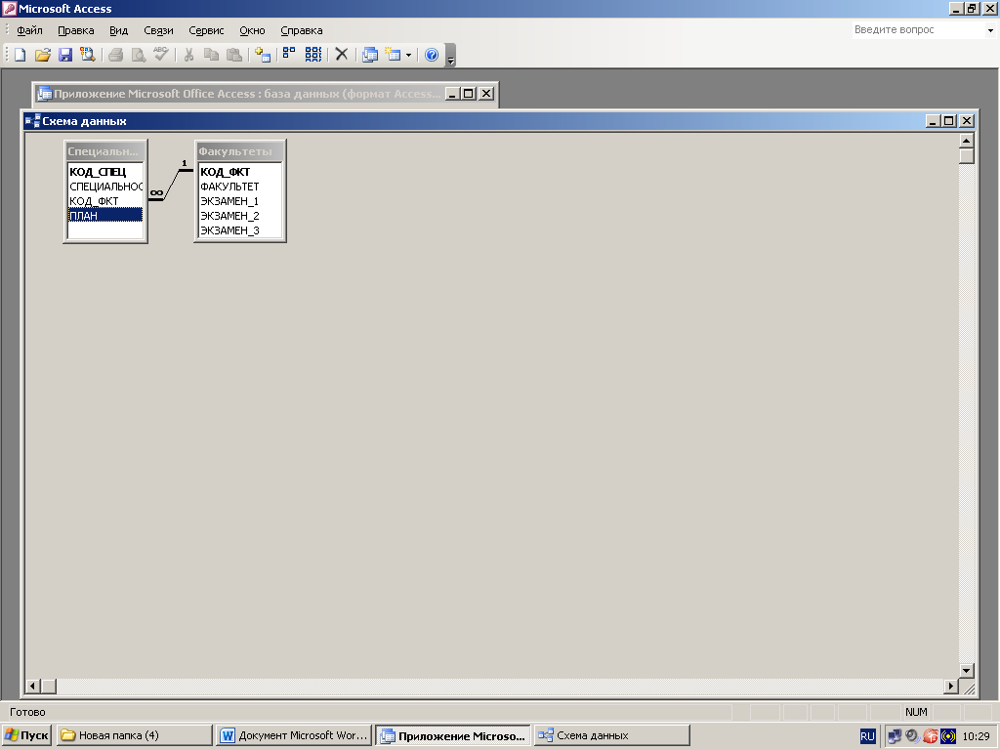 Microsoft Access
Файл Правка Вид Связи Сервис Окно Справка
Введите вопрос
Приложение Microsoft Office Access : база данных (формат Access...
Схема данных
Специальн...
КОД_СПЕЦ
СПЕЦИАЛЬНОС
КОД_ФКТ
ПЛАН
∞
1
Факультеты
КОД_ФКТ
ФАКУЛЬТЕТ
ЭКЗАМЕН_1
ЭКЗАМЕН_2
ЭКЗАМЕН_3
Готово
NUM
Пуск
Новая папка (4)
Документ Microsoft Wor...
Приложение Microso...
Схема данных
RU
10:29